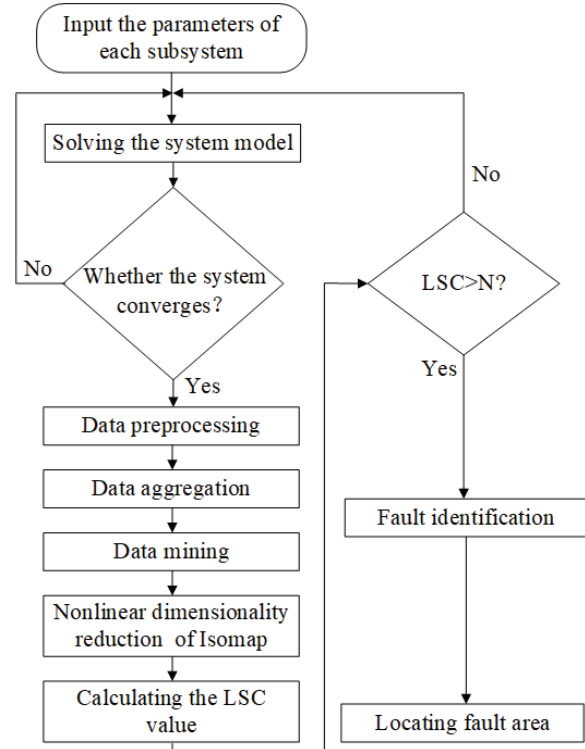 Input the parameters of
each subsystem
Solving the system model
No
Whether the system
converges?
Yes
Data preprocessing
Data aggregation
Data mining
Nonlinear dimensionality
reduction of Isomap
Calculating the LSC
value
No
LSC>N?
Yes
Fault identification
Locating fault area